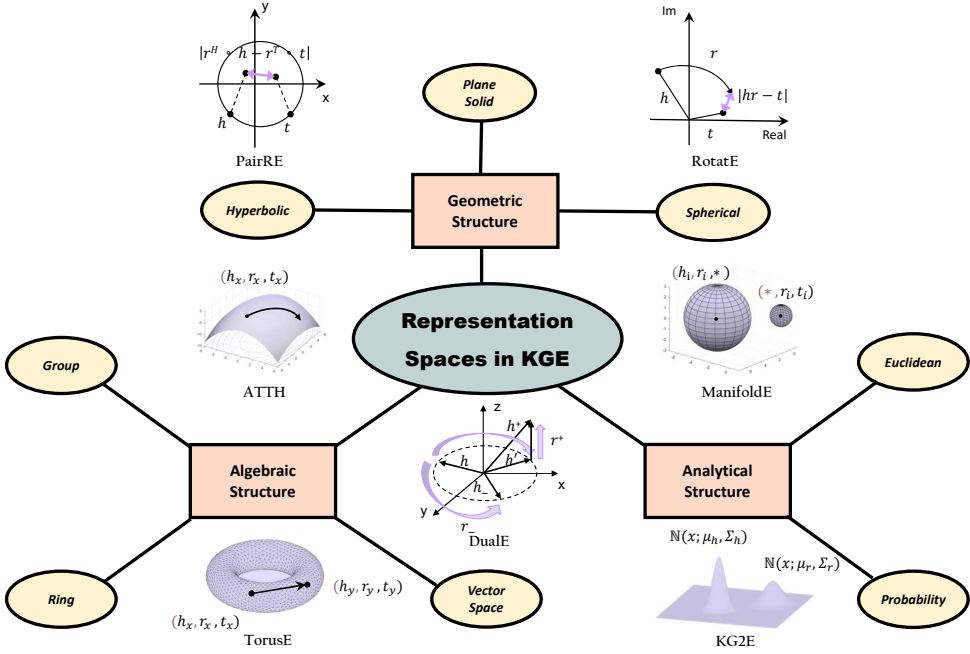 y
|r^H ∘ h − r^T ∘ t|
x
h
t
PairRE
Plane
Solid
Im
r
h
|hr − t|
t
Real
RotatE
Hyperbolic
Geometric
Structure
Spherical
(h_x, r_x, t_x)
ATTH
Representation
Spaces in KGE
(h_i, r_i, *)
(*, r_i, t_i)
ManifoldE
Group
Euclidean
Algebraic
Structure
z
h^+
r^+
h
h′
h_−
x
y
r_−
DualE
Analytical
Structure
Ring
(h_y, r_y, t_y)
(h_x, r_x, t_x)
TorusE
Vector
Space
ℕ(x; μ_h, Σ_h)
ℕ(x; μ_r, Σ_r)
KG2E
Probability